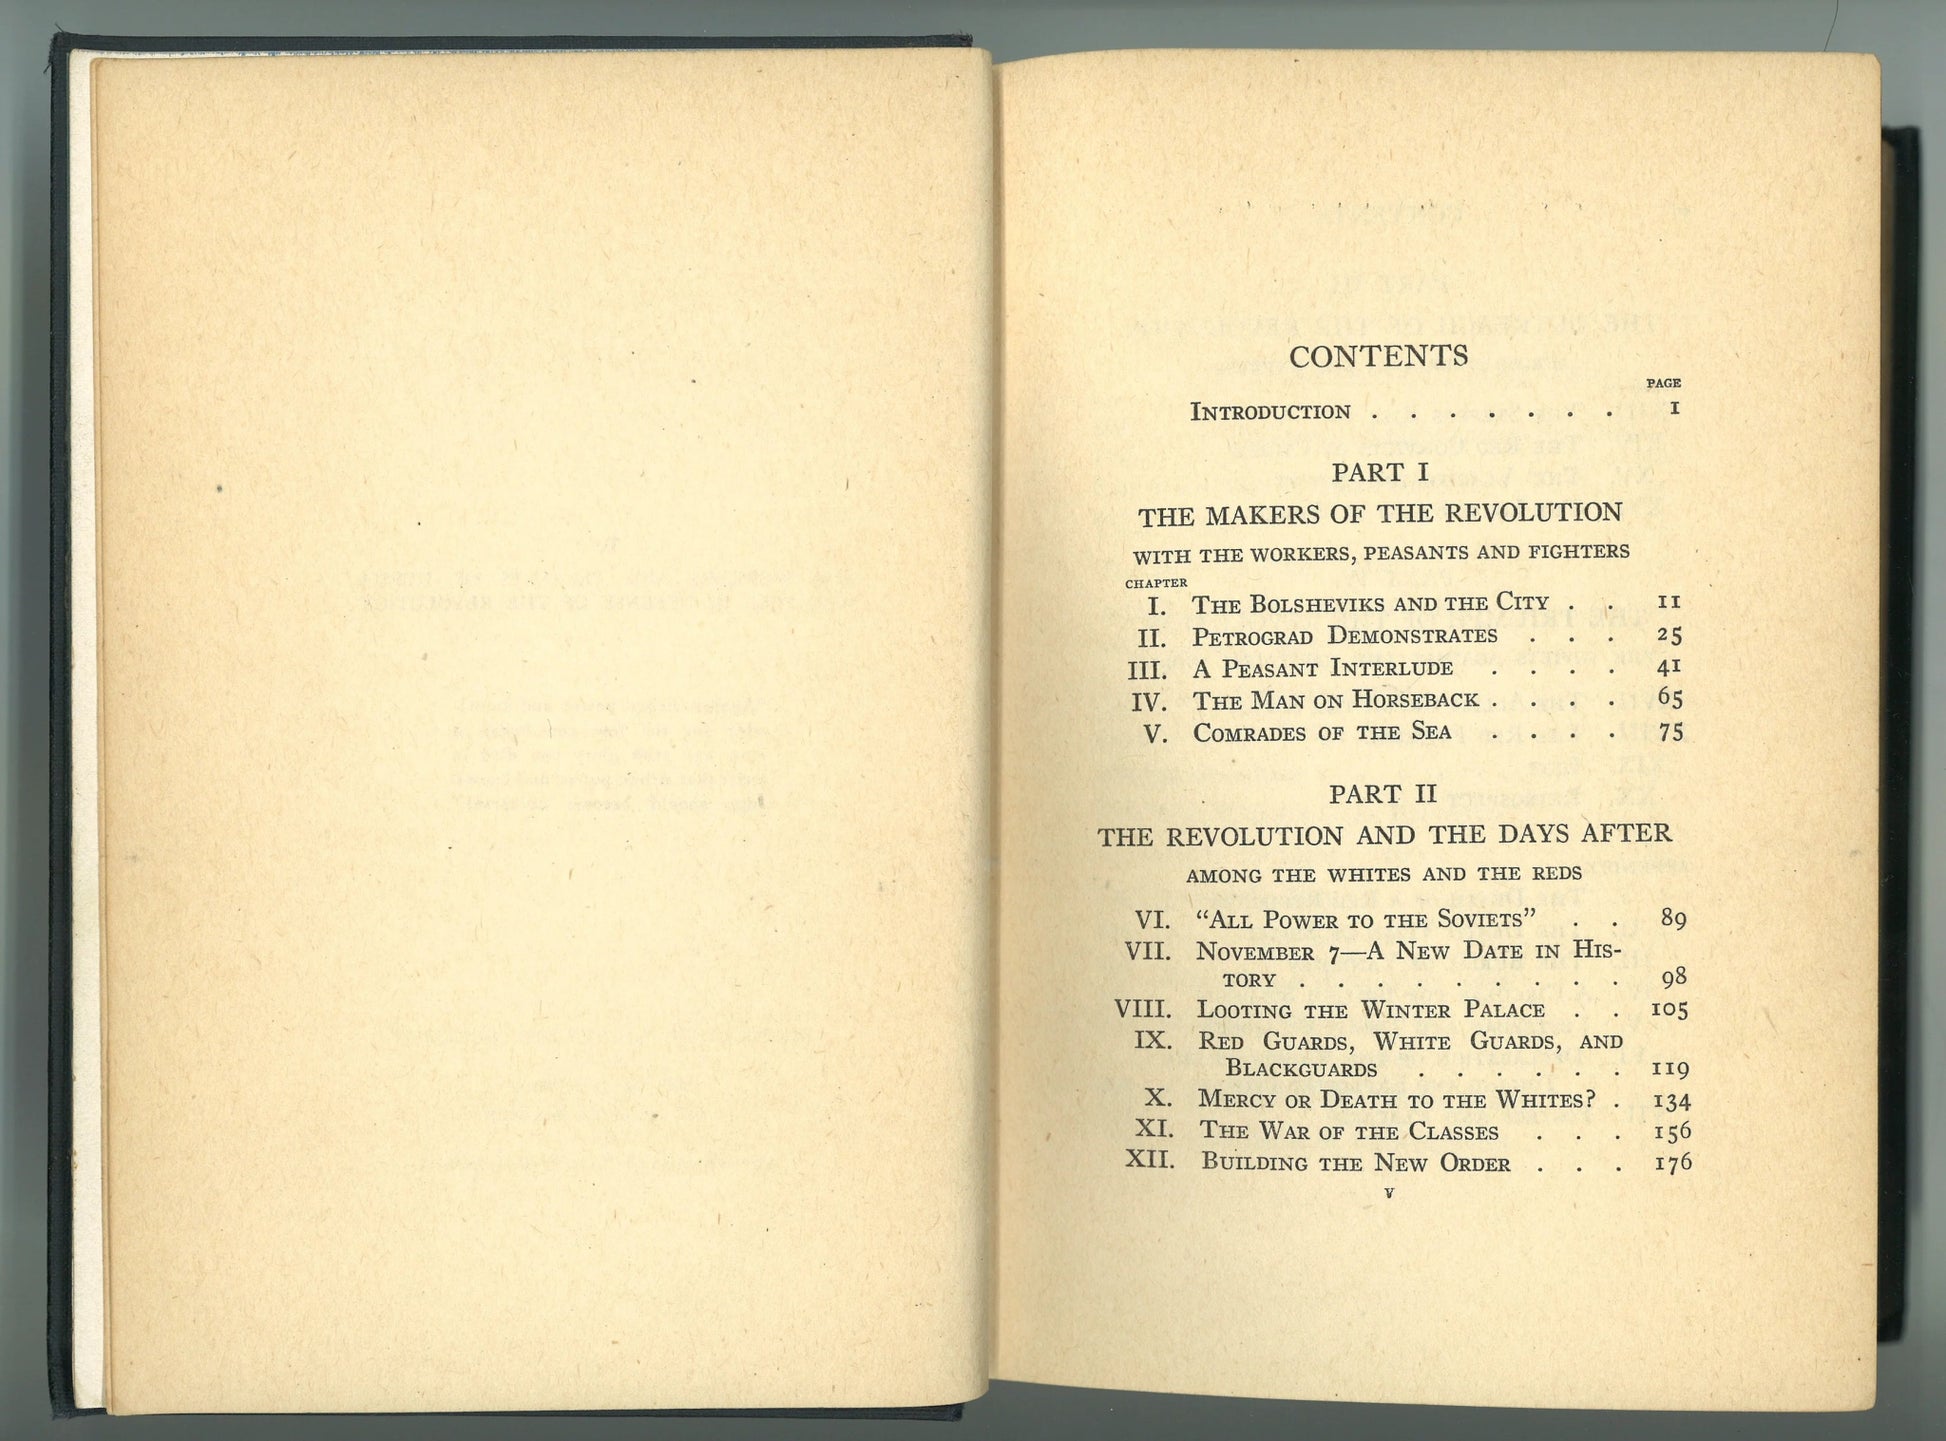 CONTENTS
PAGE
INTRODUCTION . . . . . . . 1
PART I
THE MAKERS OF THE REVOLUTION
WITH THE WORKERS, PEASANTS AND FIGHTERS
CHAPTER
I. THE BOLSHEVIKS AND THE CITY . . 11
II. PETROGRAD DEMONSTRATES . . . 25
III. A PEASANT INTERLUDE . . . . 41
IV. THE MAN ON HORSEBACK . . . . 65
V. COMRADES OF THE SEA . . . . 75
PART II
THE REVOLUTION AND THE DAYS AFTER
AMONG THE WHITES AND THE REDS
VI. “ALL POWER TO THE SOVIETS” . . 89
VII. NOVEMBER 7—A NEW DATE IN HIS-
TORY . . . . . . . . . 98
VIII. LOOTING THE WINTER PALACE . . 105
IX. RED GUARDS, WHITE GUARDS, AND
BLACKGUARDS . . . . . . 119
X. MERCY OR DEATH TO THE WHITES? . 134
XI. THE WAR OF THE CLASSES . . . 156
XII. BUILDING THE NEW ORDER . . . 176
v